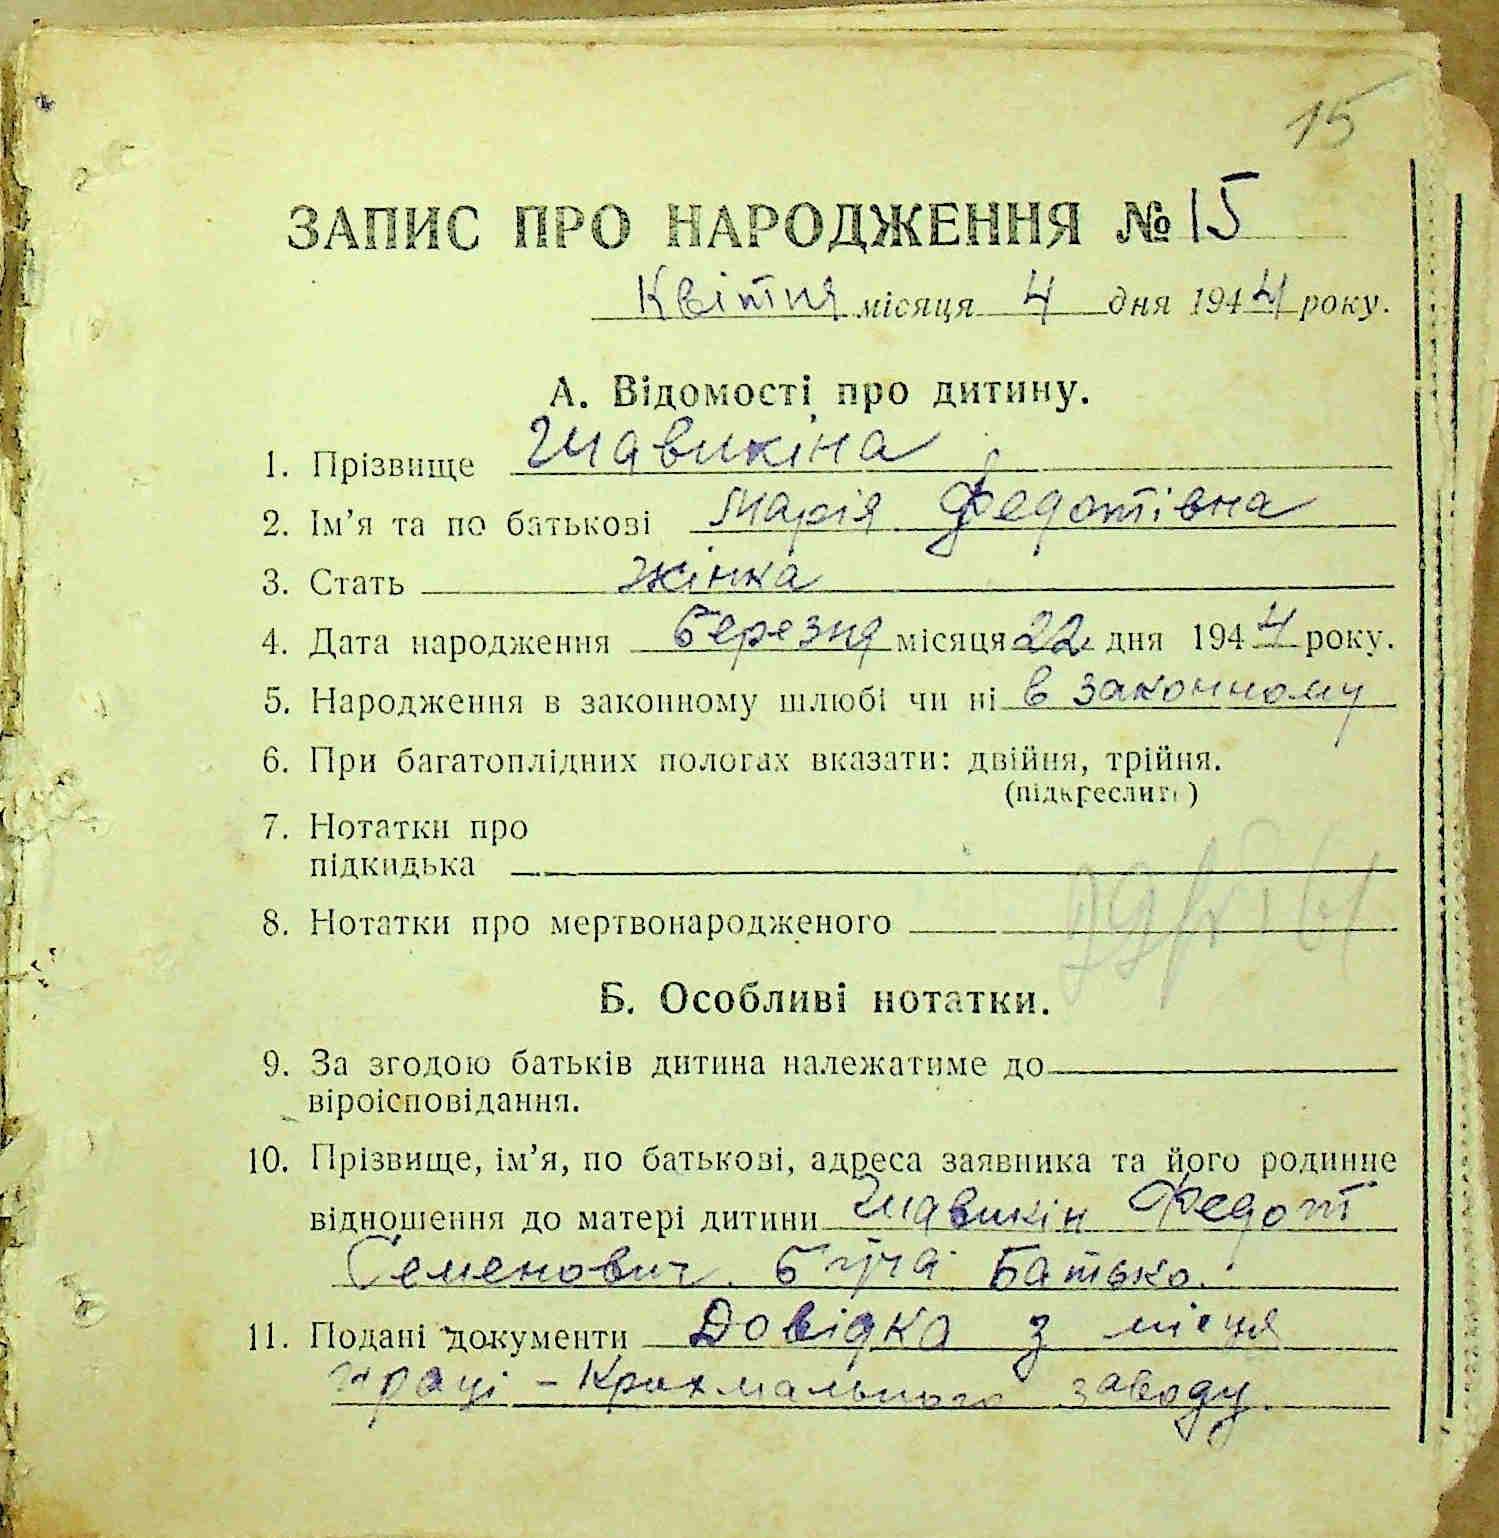 15
ЗАПИС ПРО НАРОДЖЕННЯ № 15
Квітня місяця 4 дня 1944 року.
А. Відомості про дитину.
1. Прізвище Шавикіна
2. Ім’я та по батькові Марія Федотівна
3. Стать жінка
4. Дата народження березня місяця 22 дня 1944 року.
5. Народження в законному шлюбі чи ні в законному
6. При багатоплідних пологах вказати: двійня, трійня.
(підкреслити)
7. Нотатки про
підкидька
8. Нотатки про мертвонародженого
Б. Особливі нотатки.
9. За згодою батьків дитина належатиме до
віроісповідання.
10. Прізвище, ім’я, по батькові, адреса заявника та його родинне
відношення до матері дитини Шавикін Федот
Семенович. Буча Батько.
11. Подані документи Довідка з місця
праці – Крохмального заводу.